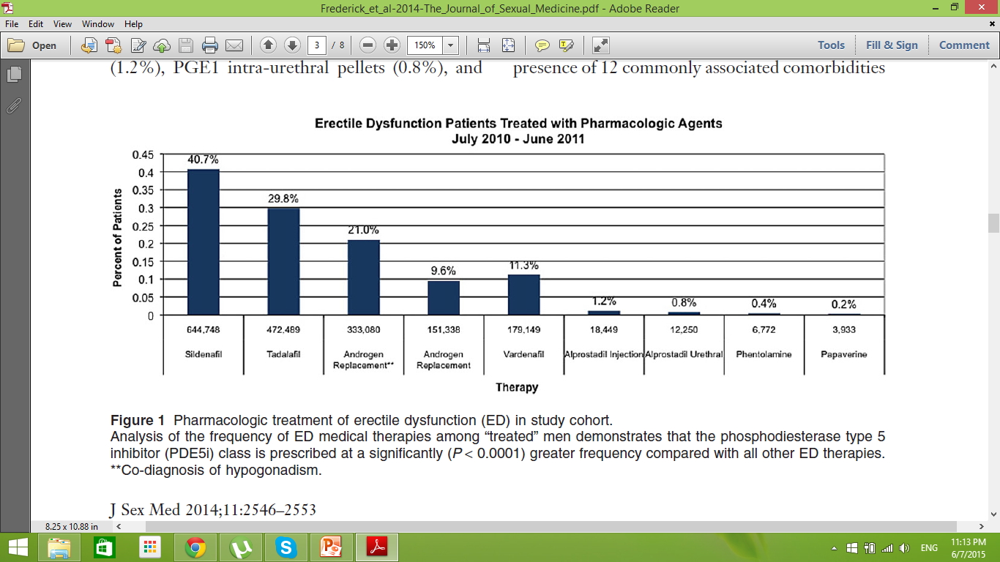 Frederick_et_al-2014-The_Journal_of_Sexual_Medicine.pdf - Adobe Reader
File Edit View Window Help
Open 3 / 8 150% Tools Fill & Sign Comment
(1.2%), PGE1 intra-urethral pellets (0.8%), and
presence of 12 commonly associated comorbidities
Erectile Dysfunction Patients Treated with Pharmacologic Agents
July 2010 - June 2011
Percent of Patients
0.45
0.4
0.35
0.3
0.25
0.2
0.15
0.1
0.05
0
40.7%
29.8%
21.0%
9.6%
11.3%
1.2%
0.8%
0.4%
0.2%
644,748 472,489 333,080 151,338 179,149 18,449 12,250 6,772 3,933
Sildenafil
Tadalafil
Androgen
Replacement**
Androgen
Replacement
Vardenafil
Alprostadil Injection
Alprostadil Urethral
Phentolamine
Papaverine
Therapy
Figure 1 Pharmacologic treatment of erectile dysfunction (ED) in study cohort.
Analysis of the frequency of ED medical therapies among “treated” men demonstrates that the phosphodiesterase type 5
inhibitor (PDE5i) class is prescribed at a significantly (P < 0.0001) greater frequency compared with all other ED therapies.
**Co-diagnosis of hypogonadism.
J Sex Med 2014;11:2546–2553
8.25 x 10.88 in
ENG
11:13 PM
6/7/2015